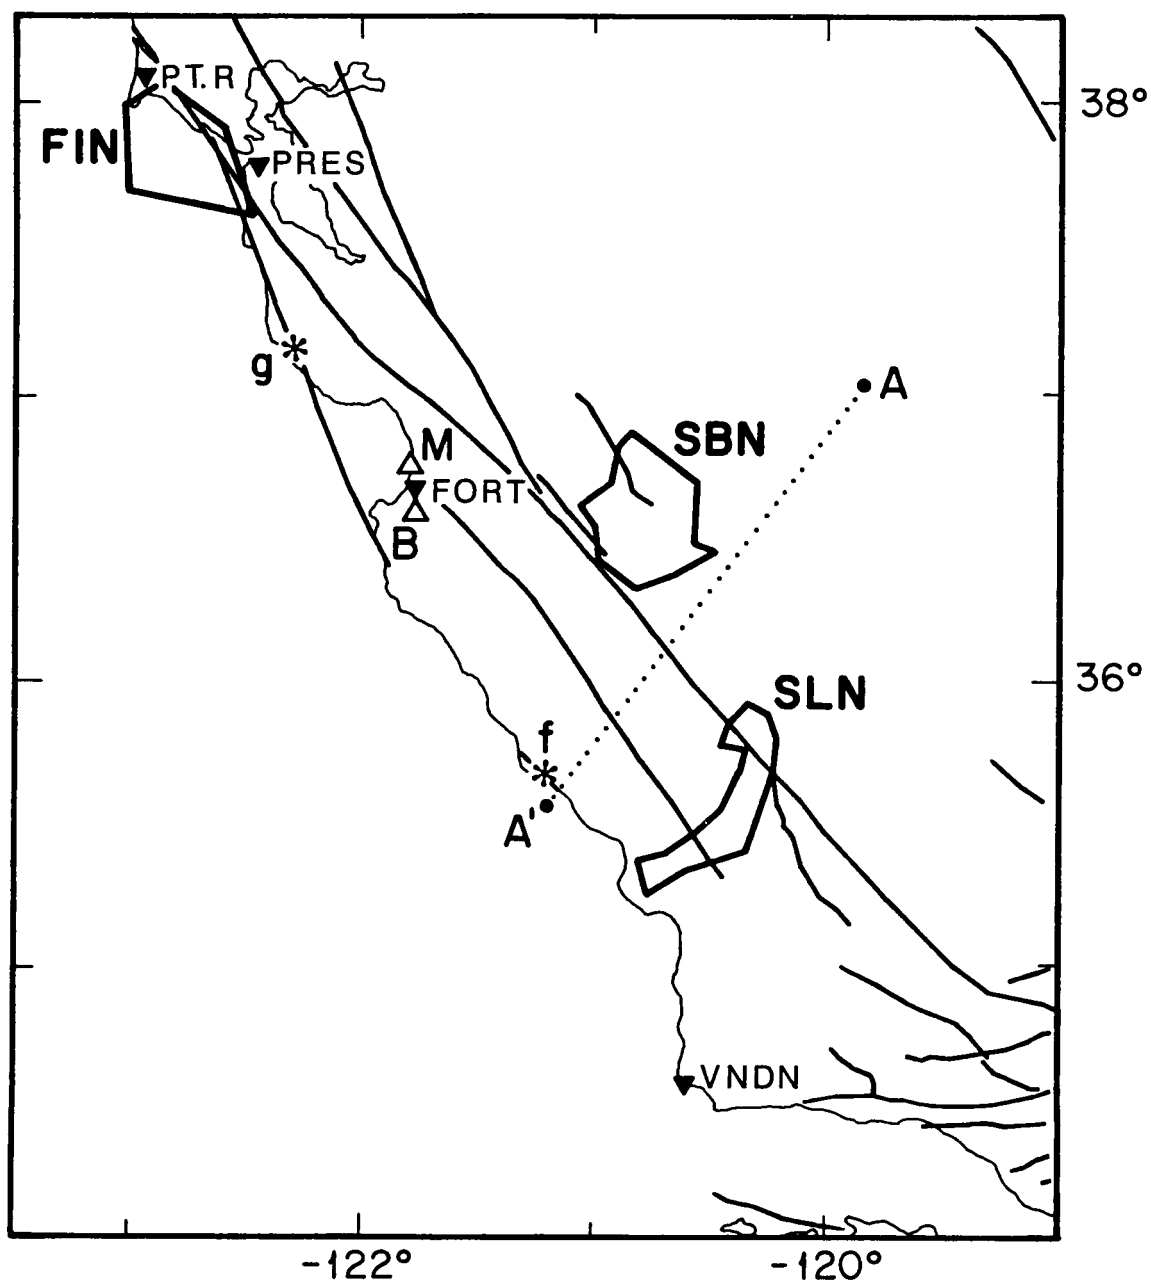 PT.R
38°
FIN
PRES
g
A
M
SBN
FORT
B
36°
SLN
f
A'
VNDN
-122°
-120°